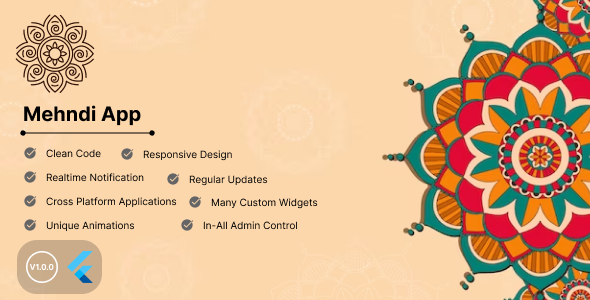 Mehndi App
Clean Code
Responsive Design
Realtime Notification
Regular Updates
Cross Platform Applications
Many Custom Widgets
Unique Animations
In-All Admin Control
V1.0.0